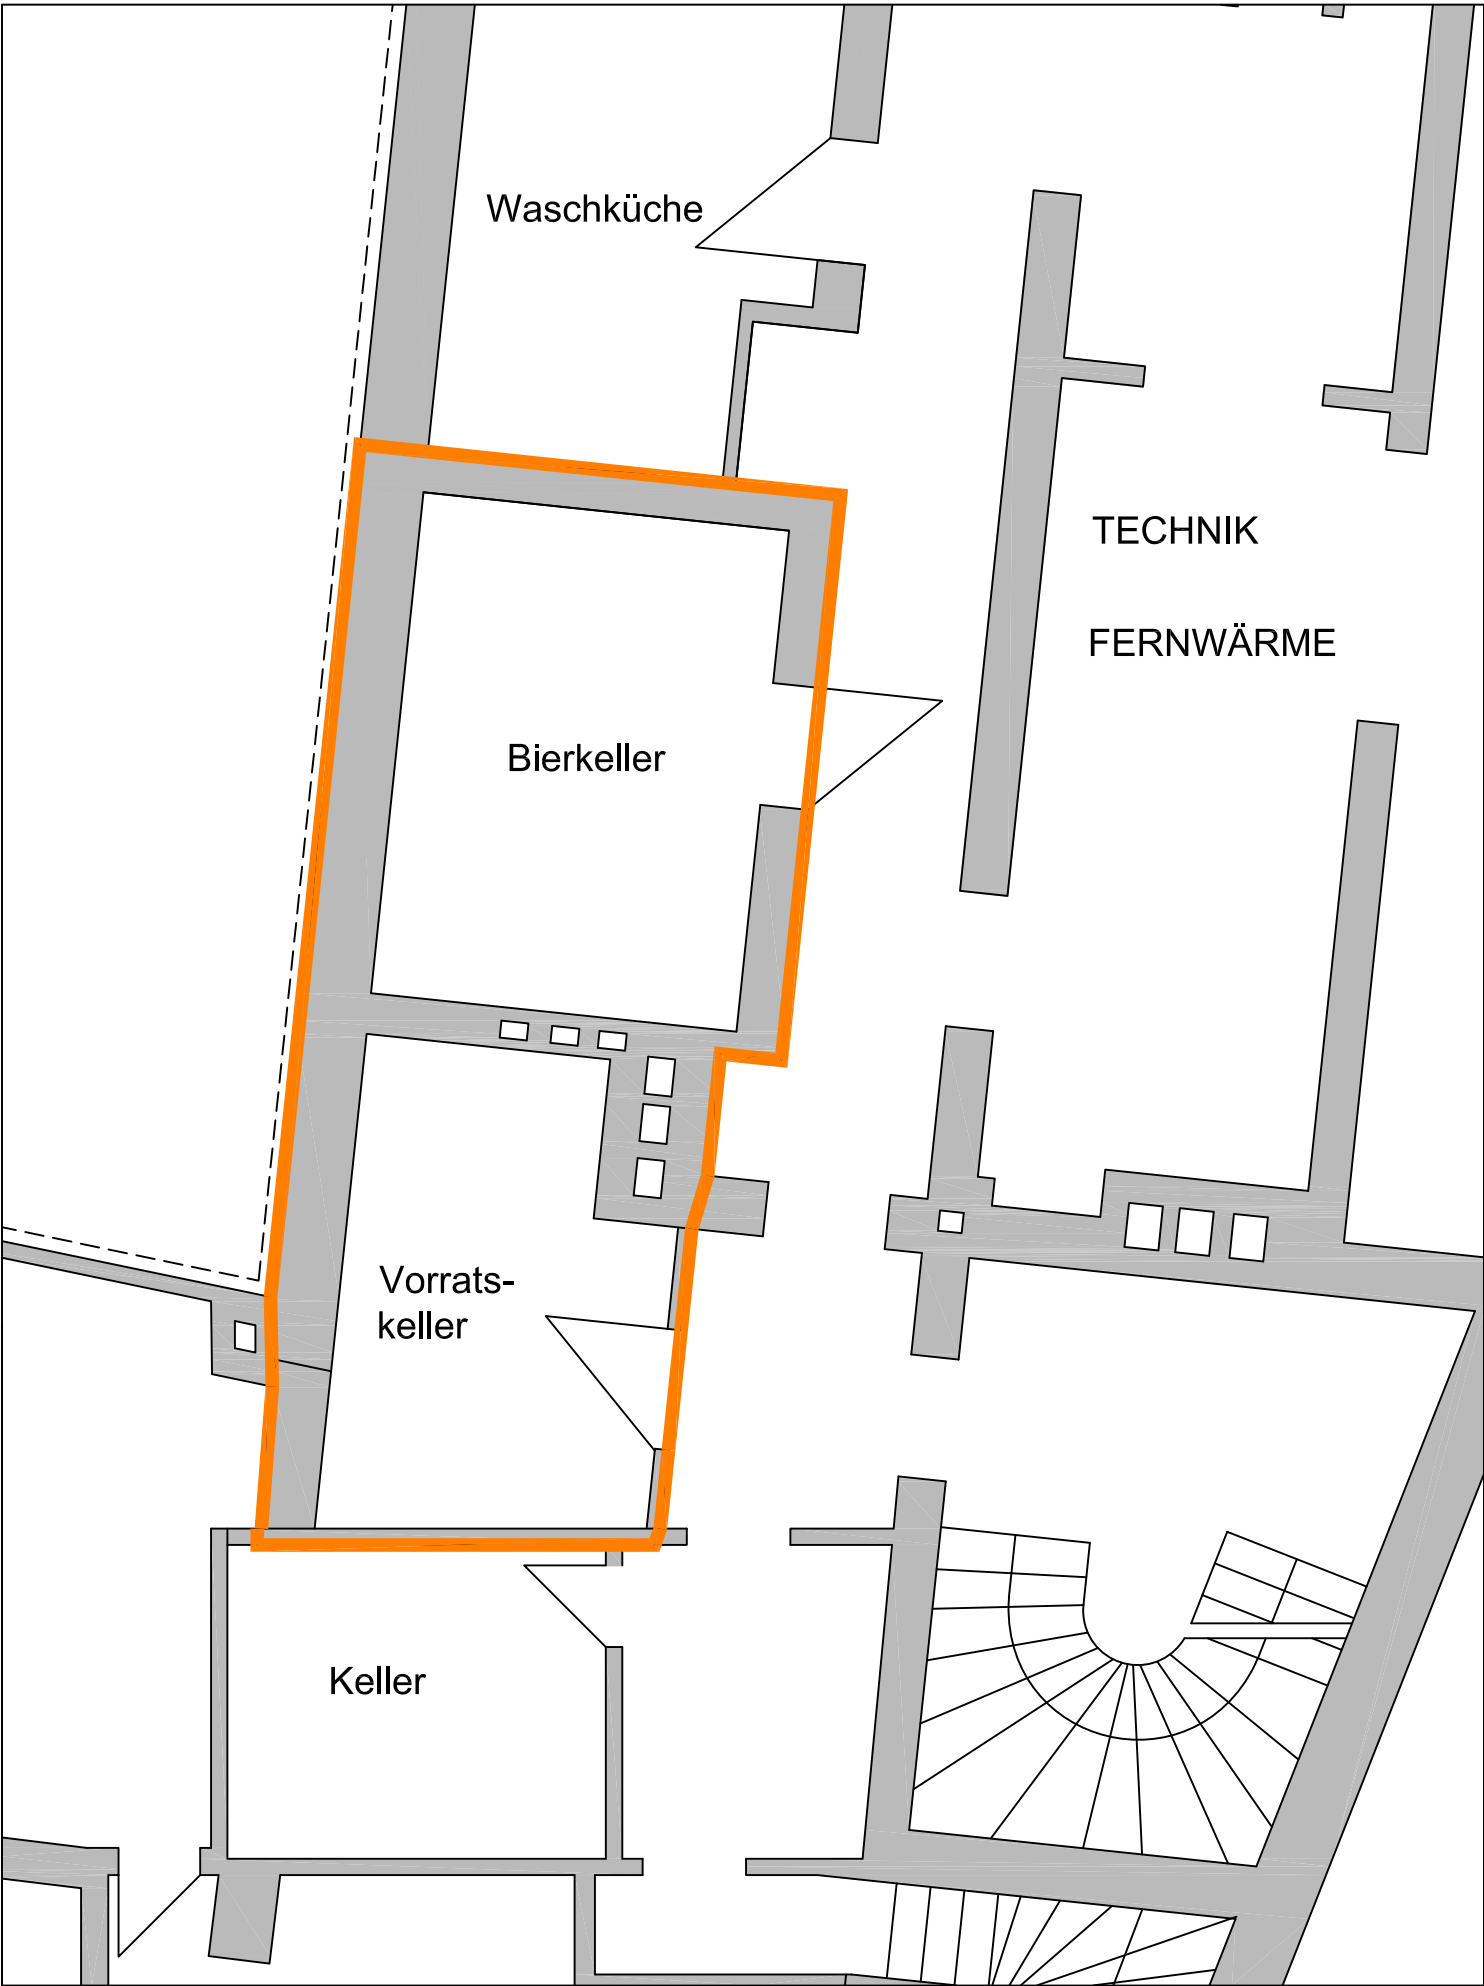 Waschküche
TECHNIK
FERNWÄRME
Bierkeller
Vorrats-
keller
Keller